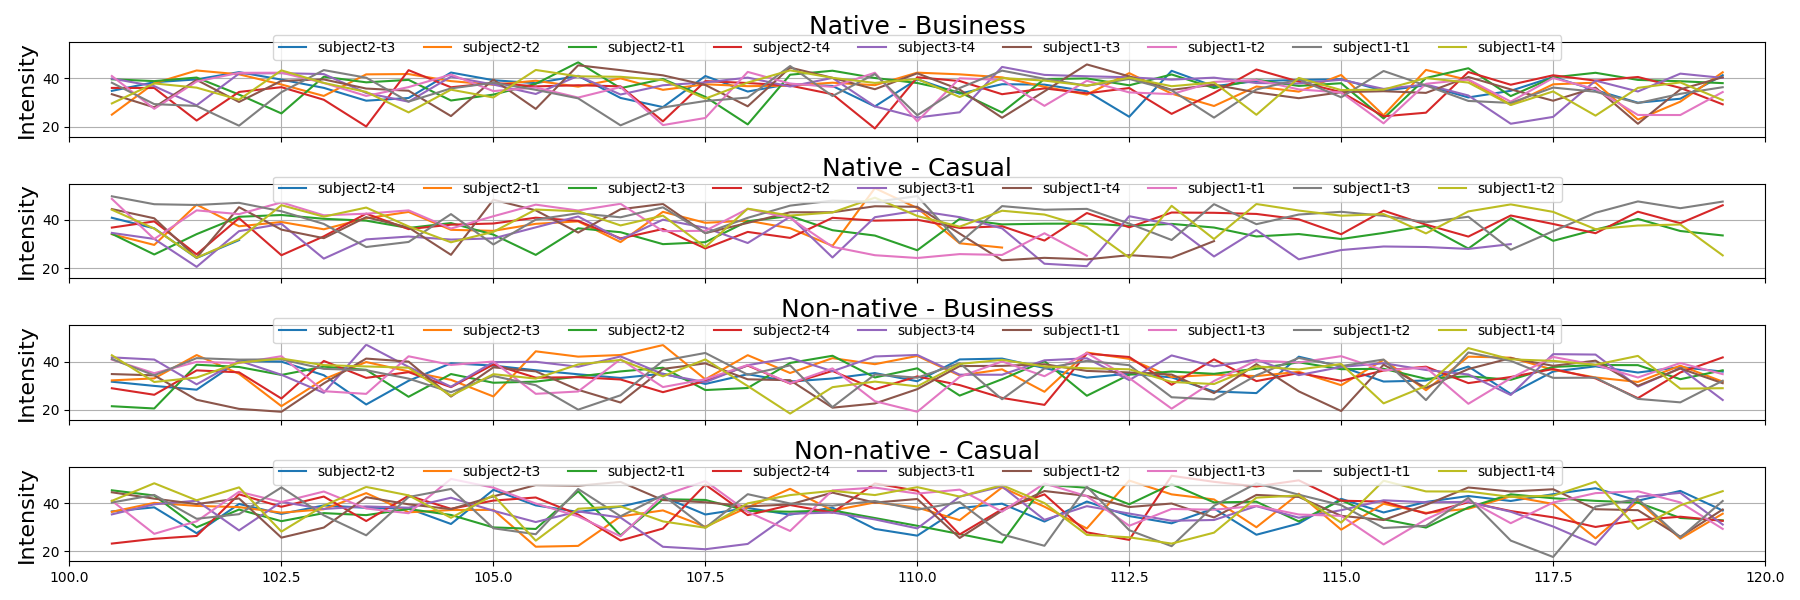 Native - Business
subject2-t3 subject2-t2 subject2-t1 subject2-t4 subject3-t4 subject1-t3 subject1-t2 subject1-t1 subject1-t4
Intensity
40
20
Native - Casual
subject2-t4 subject2-t1 subject2-t3 subject2-t2 subject3-t1 subject1-t4 subject1-t1 subject1-t3 subject1-t2
Intensity
40
20
Non-native - Business
subject2-t1 subject2-t3 subject2-t2 subject2-t4 subject3-t4 subject1-t1 subject1-t3 subject1-t2 subject1-t4
Intensity
40
20
Non-native - Casual
subject2-t2 subject2-t3 subject2-t1 subject2-t4 subject3-t1 subject1-t2 subject1-t3 subject1-t1 subject1-t4
Intensity
40
20
100.0 102.5 105.0 107.5 110.0 112.5 115.0 117.5 120.0